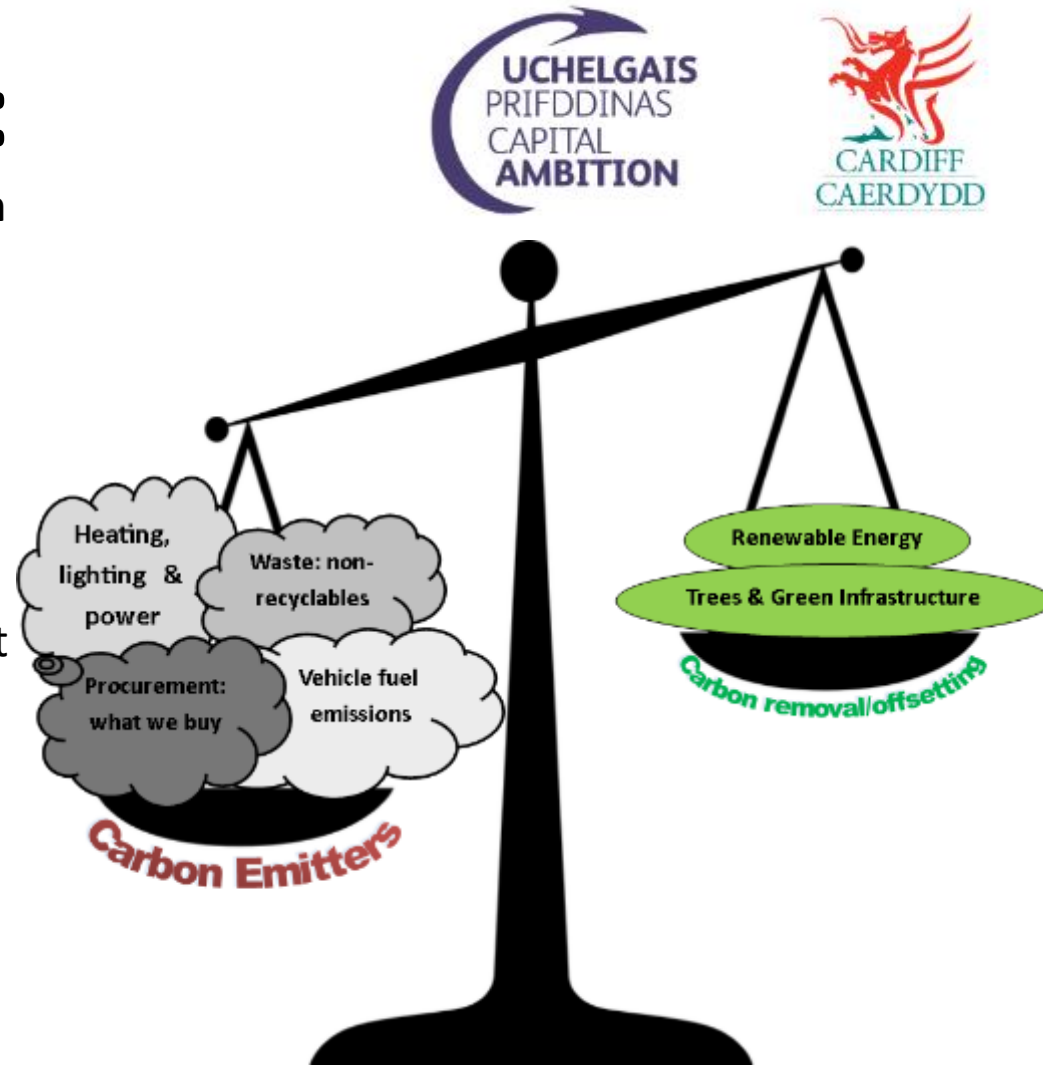 UCHELGAIS
PRIFDDINAS
CAPITAL
AMBITION
CARDIFF
CAERDYDD
Heating,
lighting & 
power
Waste: non-
recyclables
Procurement:
what we buy
Vehicle fuel
emissions
Carbon Emitters
Renewable Energy
Trees & Green Infrastructure
Carbon removal/offsetting